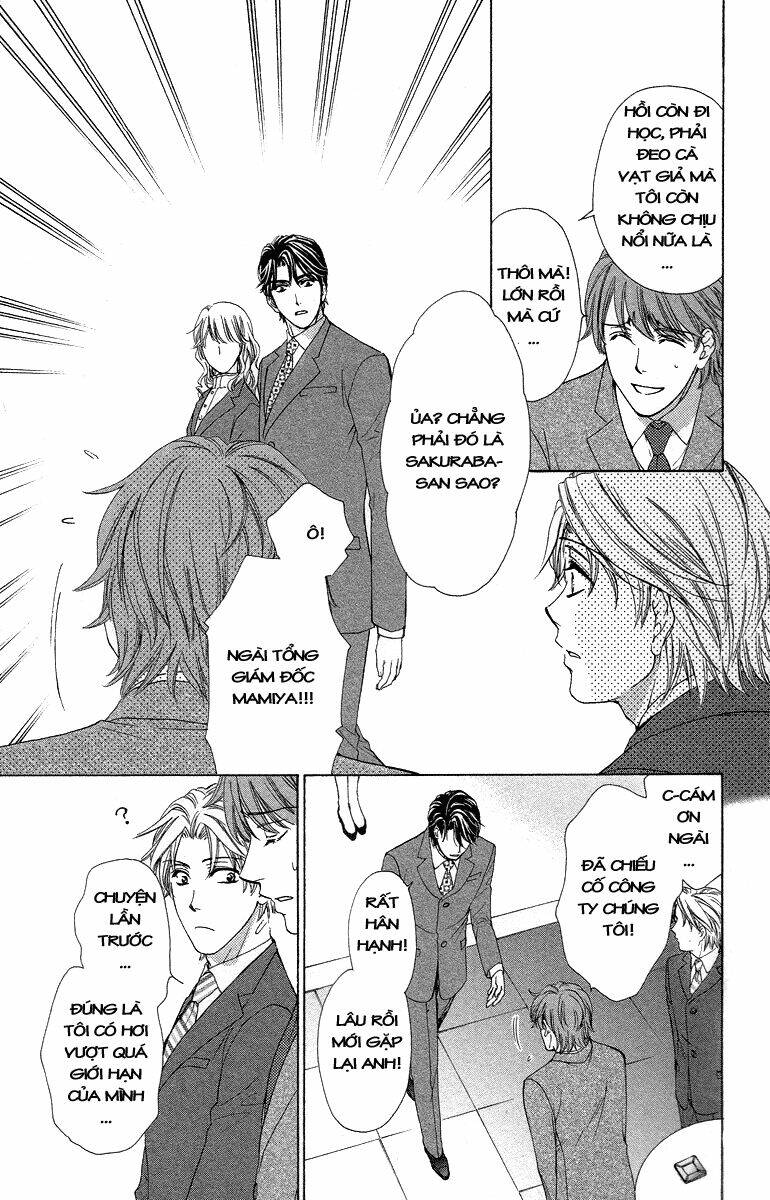 HỒI CÒN ĐI
HỌC, PHẢI
ĐEO CÀ
VẠT GIẢ MÀ
TÔI CÒN
KHÔNG CHỊU
NỔI NỮA LÀ
...
THÔI MÀ!
LỚN RỒI
MÀ CỨ
...
ỦA? CHẲNG
PHẢI ĐÓ LÀ
SAKURABA-
SAN SAO?
Ô!
NGÀI TỔNG
GIÁM ĐỐC
MAMIYA!!!
C-CÁM
ƠN
NGÀI
...
ĐÃ CHIẾU
CỐ CÔNG
TY CHÚNG
TÔI!
RẤT
HÂN
HẠNH!
LÂU RỒI
MỚI GẶP
LẠI ANH!
?
CHUYỆN
LẦN
TRƯỚC
...
ĐÚNG LÀ
TÔI CÓ HƠI
VƯỢT QUÁ
GIỚI HẠN
CỦA MÌNH
...